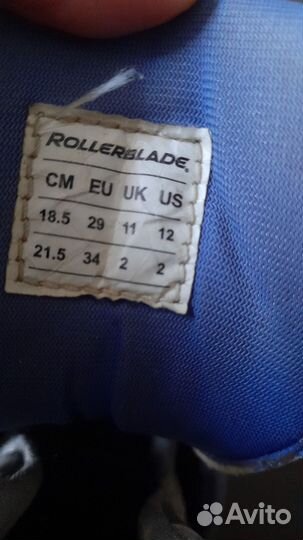 ROLLERBLADE
CM EU UK US
18.5 29 11 12
21.5 34 2 2
Avito